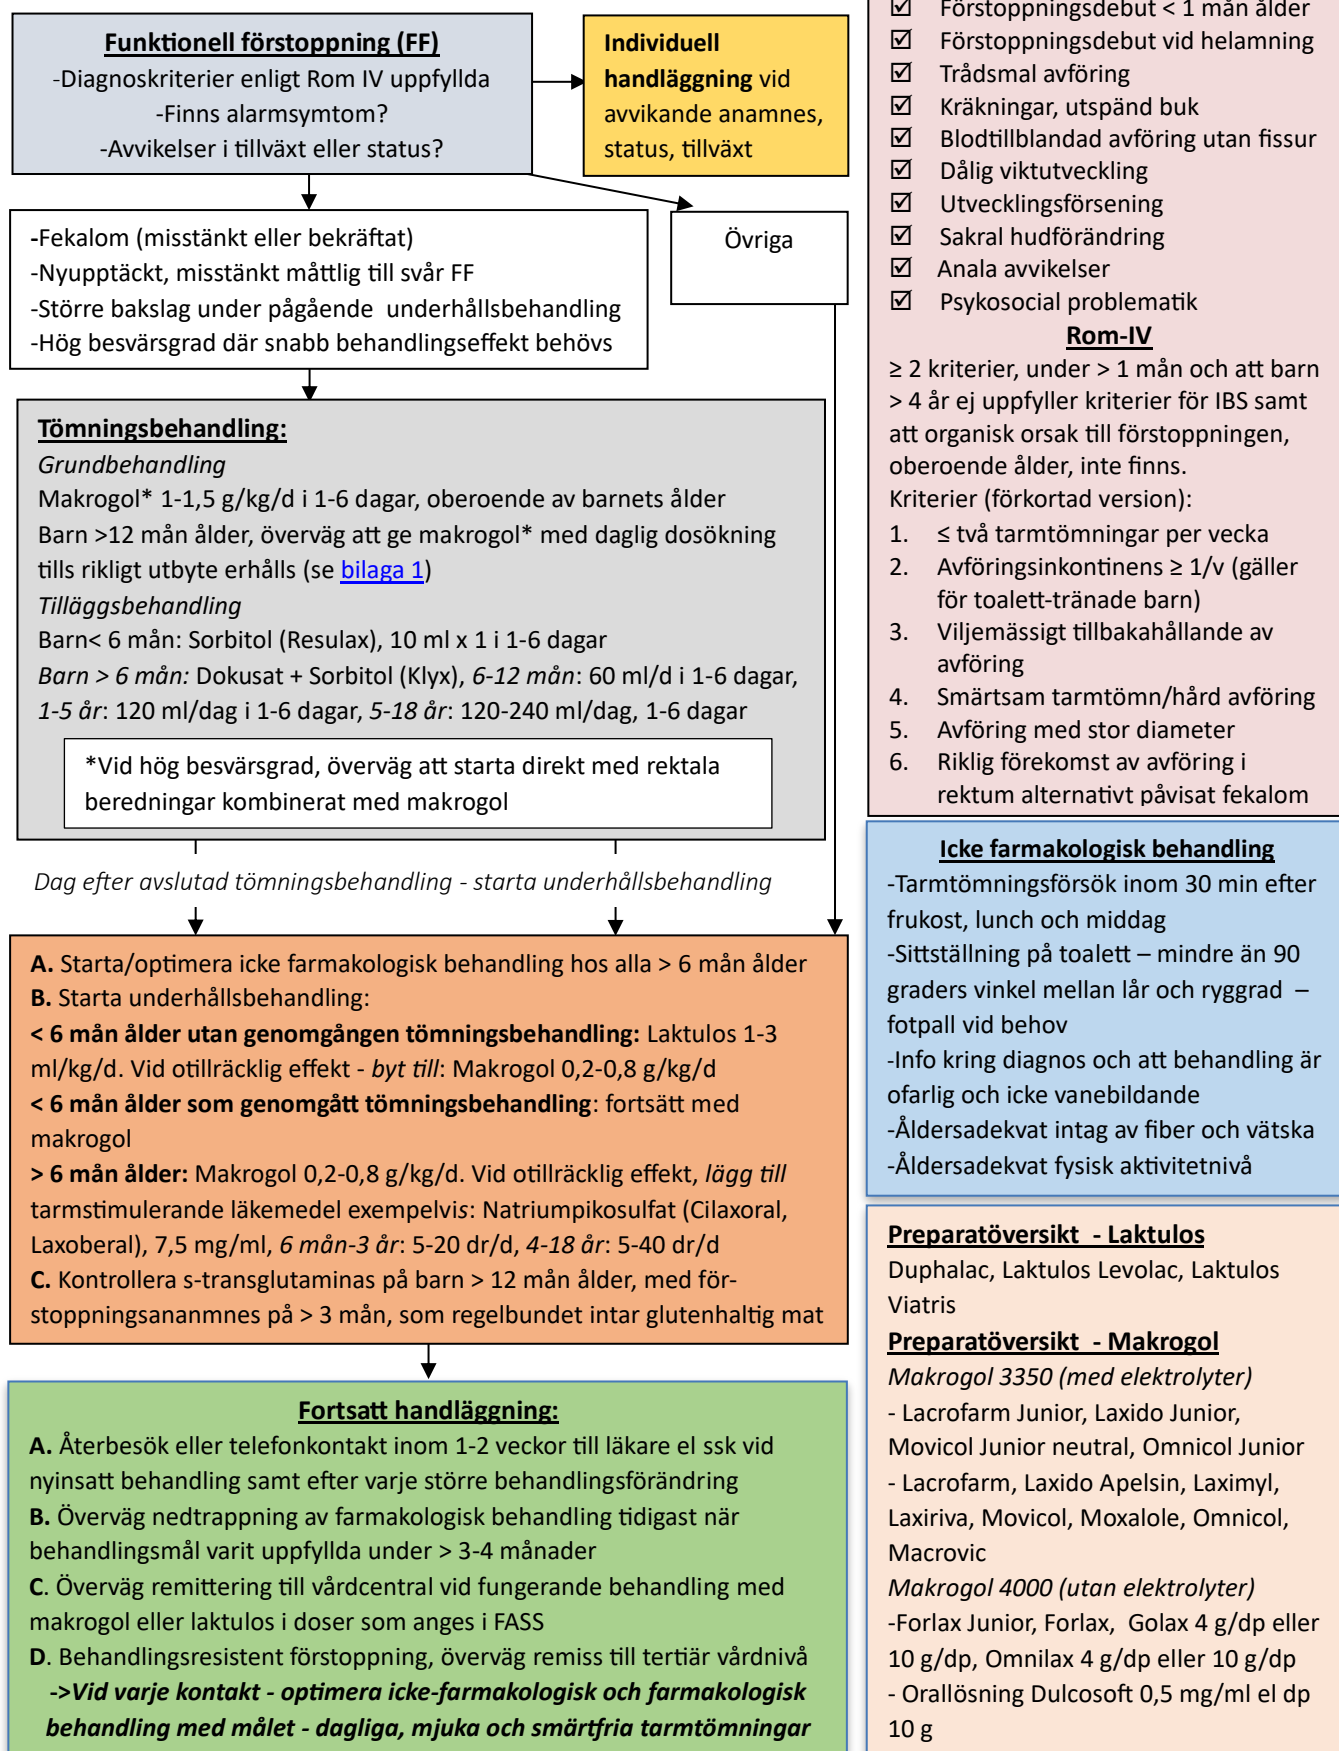 Funktionell förstoppning (FF)
-Diagnoskriterier enligt Rom IV uppfyllda
-Finns alarmsymtom?
-Avvikelser i tillväxt eller status?
Individuell
handläggning vid
avvikande anamnes,
status, tillväxt
-Fekalom (misstänkt eller bekräftat)
-Nyupptäckt, misstänkt måttlig till svår FF
-Större bakslag under pågående  underhållsbehandling
-Hög besvärsgrad där snabb behandlingseffekt behövs
Övriga
Tömningsbehandling:
Grundbehandling
Makrogol* 1-1,5 g/kg/d i 1-6 dagar, oberoende av barnets ålder
Barn >12 mån ålder, överväg att ge makrogol* med daglig dosökning
tills rikligt utbyte erhålls (se bilaga 1)
Tilläggsbehandling
Barn< 6 mån: Sorbitol (Resulax), 10 ml x 1 i 1-6 dagar
Barn > 6 mån: Dokusat + Sorbitol (Klyx), 6-12 mån: 60 ml/d i 1-6 dagar,
1-5 år: 120 ml/dag i 1-6 dagar, 5-18 år: 120-240 ml/dag, 1-6 dagar
*Vid hög besvärsgrad, överväg att starta direkt med rektala
beredningar kombinerat med makrogol
Dag efter avslutad tömningsbehandling - starta underhållsbehandling
A. Starta/optimera icke farmakologisk behandling hos alla > 6 mån ålder
B. Starta underhållsbehandling:
< 6 mån ålder utan genomgången tömningsbehandling: Laktulos 1-3
ml/kg/d. Vid otillräcklig effekt - byt till: Makrogol 0,2-0,8 g/kg/d
< 6 mån ålder som genomgått tömningsbehandling: fortsätt med
makrogol
> 6 mån ålder: Makrogol 0,2-0,8 g/kg/d. Vid otillräcklig effekt, lägg till
tarmstimulerande läkemedel exempelvis: Natriumpikosulfat (Cilaxoral,
Laxoberal), 7,5 mg/ml, 6 mån-3 år: 5-20 dr/d, 4-18 år: 5-40 dr/d
C. Kontrollera s-transglutaminas på barn > 12 mån ålder, med för-
stoppningsananmnes på > 3 mån, som regelbundet intar glutenhaltig mat
Fortsatt handläggning:
A. Återbesök eller telefonkontakt inom 1-2 veckor till läkare el ssk vid
nyinsatt behandling samt efter varje större behandlingsförändring
B. Överväg nedtrappning av farmakologisk behandling tidigast när
behandlingsmål varit uppfyllda under > 3-4 månader
C. Överväg remittering till vårdcentral vid fungerande behandling med
makrogol eller laktulos i doser som anges i FASS
D. Behandlingsresistent förstoppning, överväg remiss till tertiär vårdnivå
->Vid varje kontakt - optimera icke-farmakologisk och farmakologisk
behandling med målet - dagliga, mjuka och smärtfria tarmtömningar
☑ Förstoppningsdebut < 1 mån ålder
☑ Förstoppningsdebut vid helamning
☑ Trådsmal avföring
☑ Kräkningar, utspänd buk
☑ Blodtillblandad avföring utan fissur
☑ Dålig viktutveckling
☑ Utvecklingsförsening
☑ Sakral hudförändring
☑ Anala avvikelser
☑ Psykosocial problematik
Rom-IV
≥ 2 kriterier, under > 1 mån och att barn
> 4 år ej uppfyller kriterier för IBS samt
att organisk orsak till förstoppningen,
oberoende ålder, inte finns.
Kriterier (förkortad version):
1. ≤ två tarmtömningar per vecka
2. Avföringsinkontinens ≥ 1/v (gäller
för toalett-tränade barn)
3. Viljemässigt tillbakahållande av
avföring
4. Smärtsam tarmtömn/hård avföring
5. Avföring med stor diameter
6. Riklig förekomst av avföring i
rektum alternativt påvisat fekalom
Icke farmakologisk behandling
-Tarmtömningsförsök inom 30 min efter
frukost, lunch och middag
-Sittställning på toalett – mindre än 90
graders vinkel mellan lår och ryggrad –
fotpall vid behov
-Info kring diagnos och att behandling är
ofarlig och icke vanebildande
-Åldersadekvat intag av fiber och vätska
-Åldersadekvat fysisk aktivitetnivå
Preparatöversikt  - Laktulos
Duphalac, Laktulos Levolac, Laktulos
Viatris
Preparatöversikt  - Makrogol
Makrogol 3350 (med elektrolyter)
- Lacrofarm Junior, Laxido Junior,
Movicol Junior neutral, Omnicol Junior
- Lacrofarm, Laxido Apelsin, Laximyl,
Laxiriva, Movicol, Moxalole, Omnicol,
Macrovic
Makrogol 4000 (utan elektrolyter)
-Forlax Junior, Forlax,  Golax 4 g/dp eller
10 g/dp, Omnilax 4 g/dp eller 10 g/dp
- Orallösning Dulcosoft 0,5 mg/ml el dp
10 g